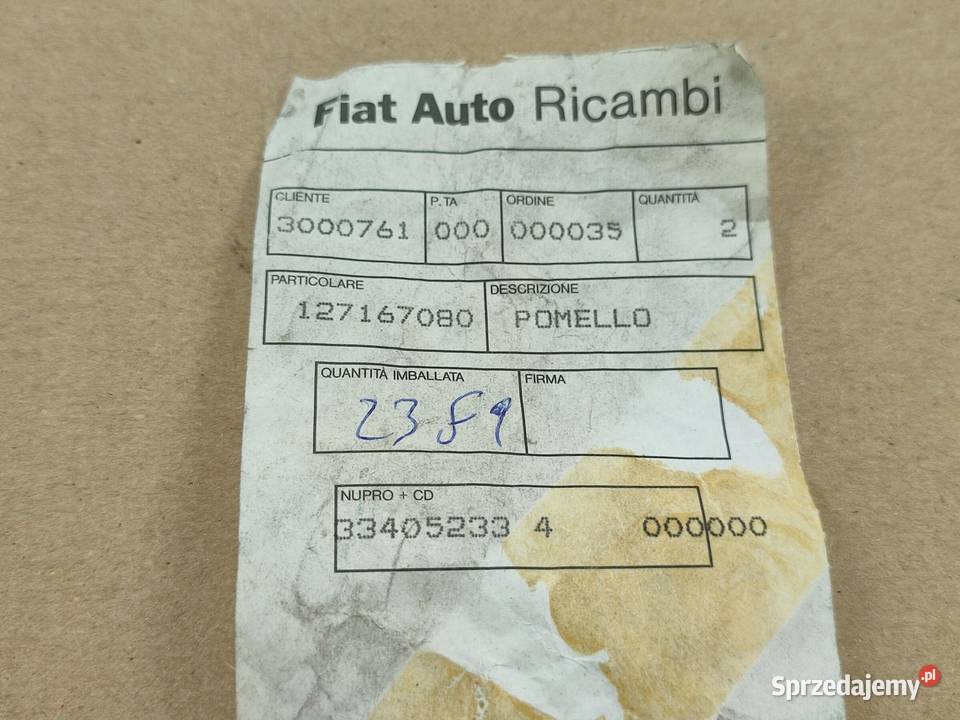 Fiat Auto Ricambi
CLIENTE P.TA ORDINE QUANTITÀ
3000761 000 000035 2
PARTICOLARE DESCRIZIONE
127167080 POMELLO
QUANTITÀ IMBALLATA FIRMA
23
NUPRO + CD
33405233 4 000000
Sprzedajemy.pl